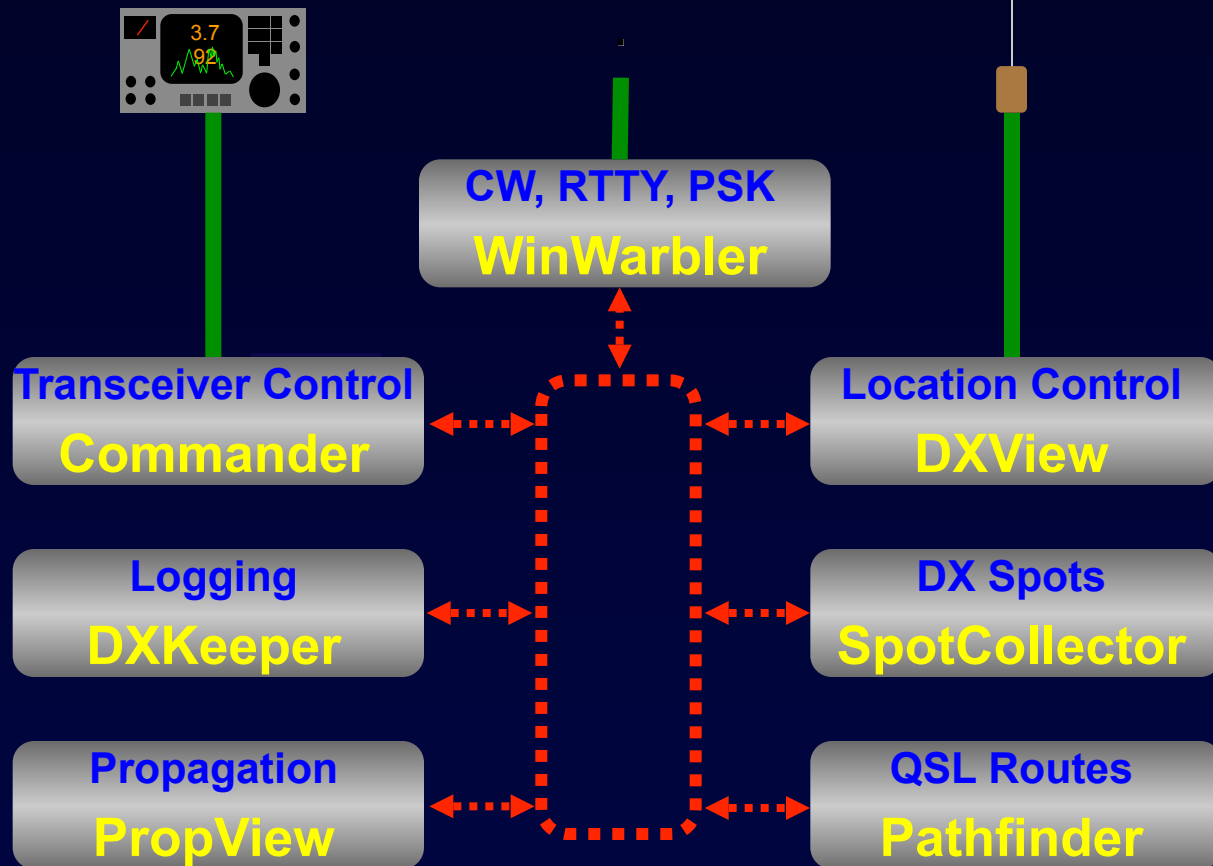 3.7
92
CW, RTTY, PSK
WinWarbler
Transceiver Control
Commander
Location Control
DXView
Logging
DXKeeper
DX Spots
SpotCollector
Propagation
PropView
QSL Routes
Pathfinder